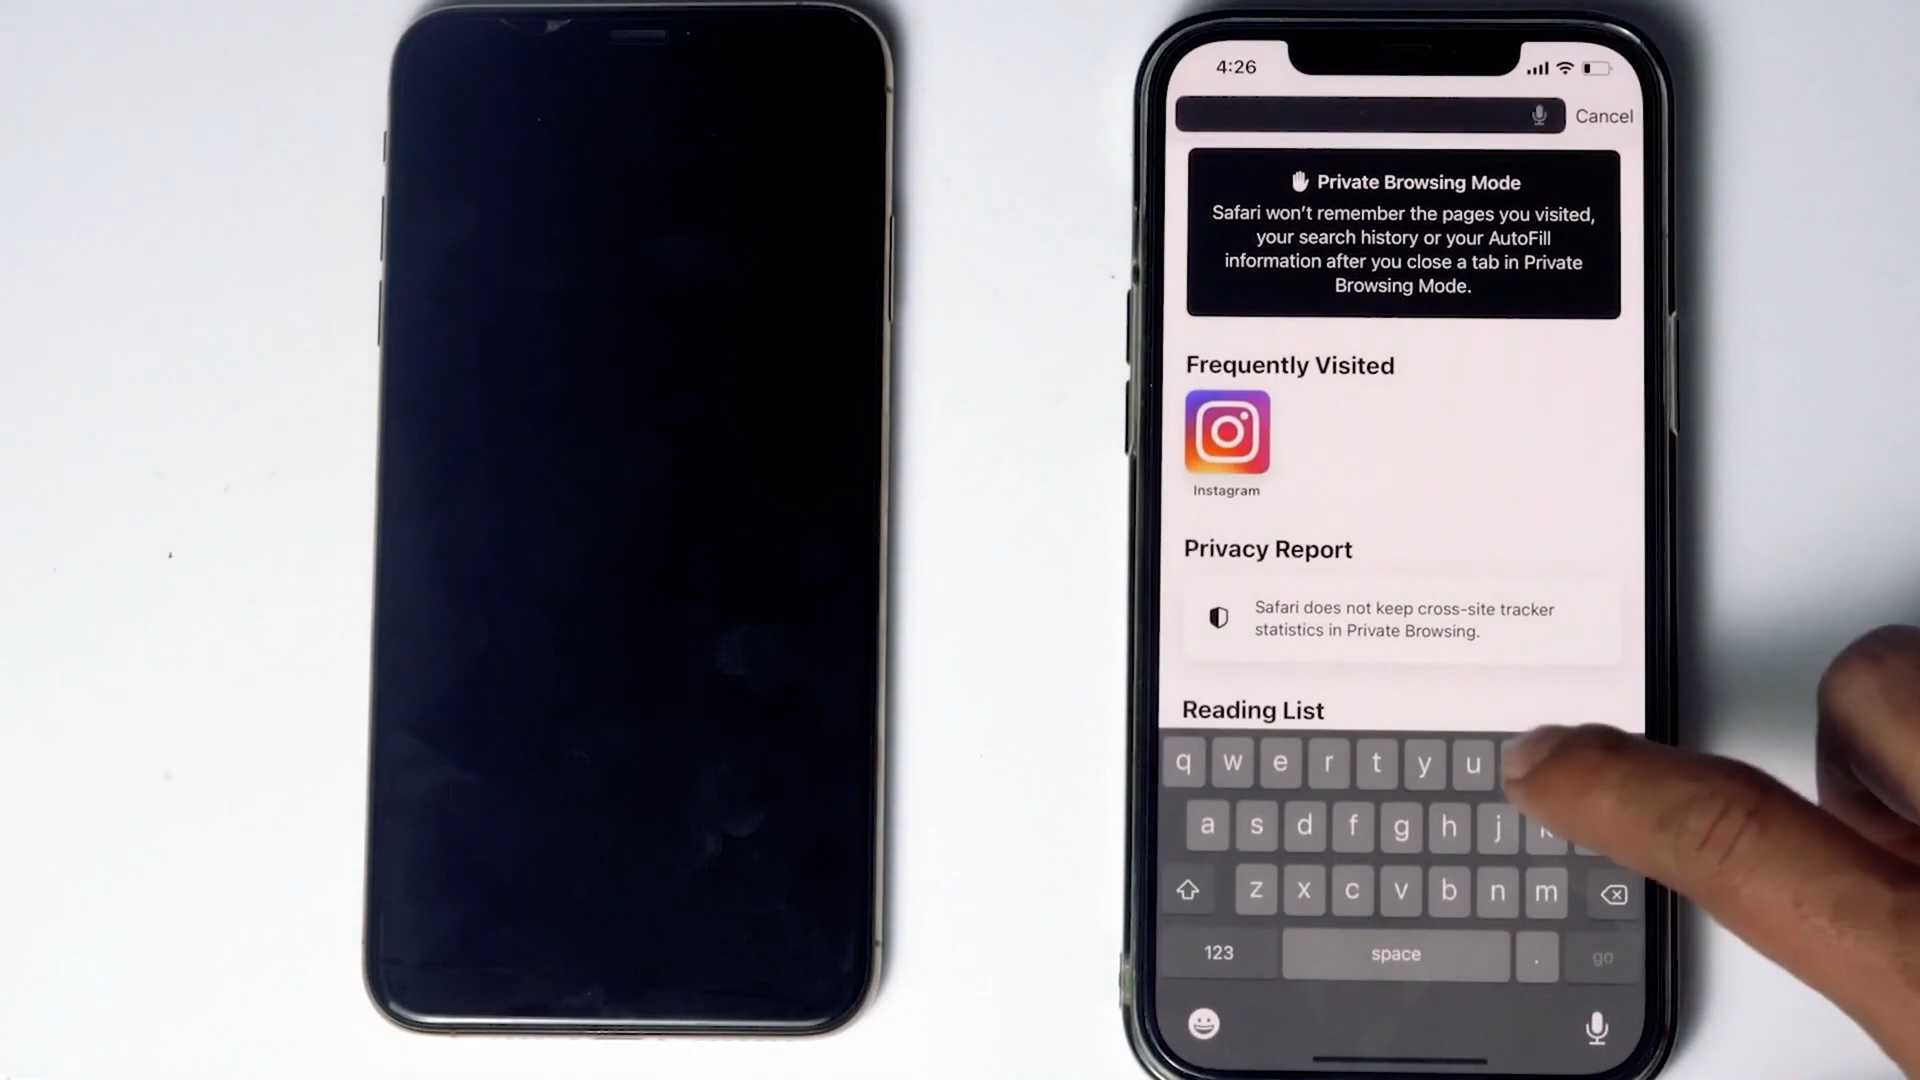 4:26
Cancel
Private Browsing Mode
Safari won't remember the pages you visited,
your search history or your AutoFill
information after you close a tab in Private
Browsing Mode.
Frequently Visited
Instagram
Privacy Report
Safari does not keep cross-site tracker
statistics in Private Browsing.
Reading List
q w e r t y u
a s d f g h j k
z x c v b n m
123 space . go